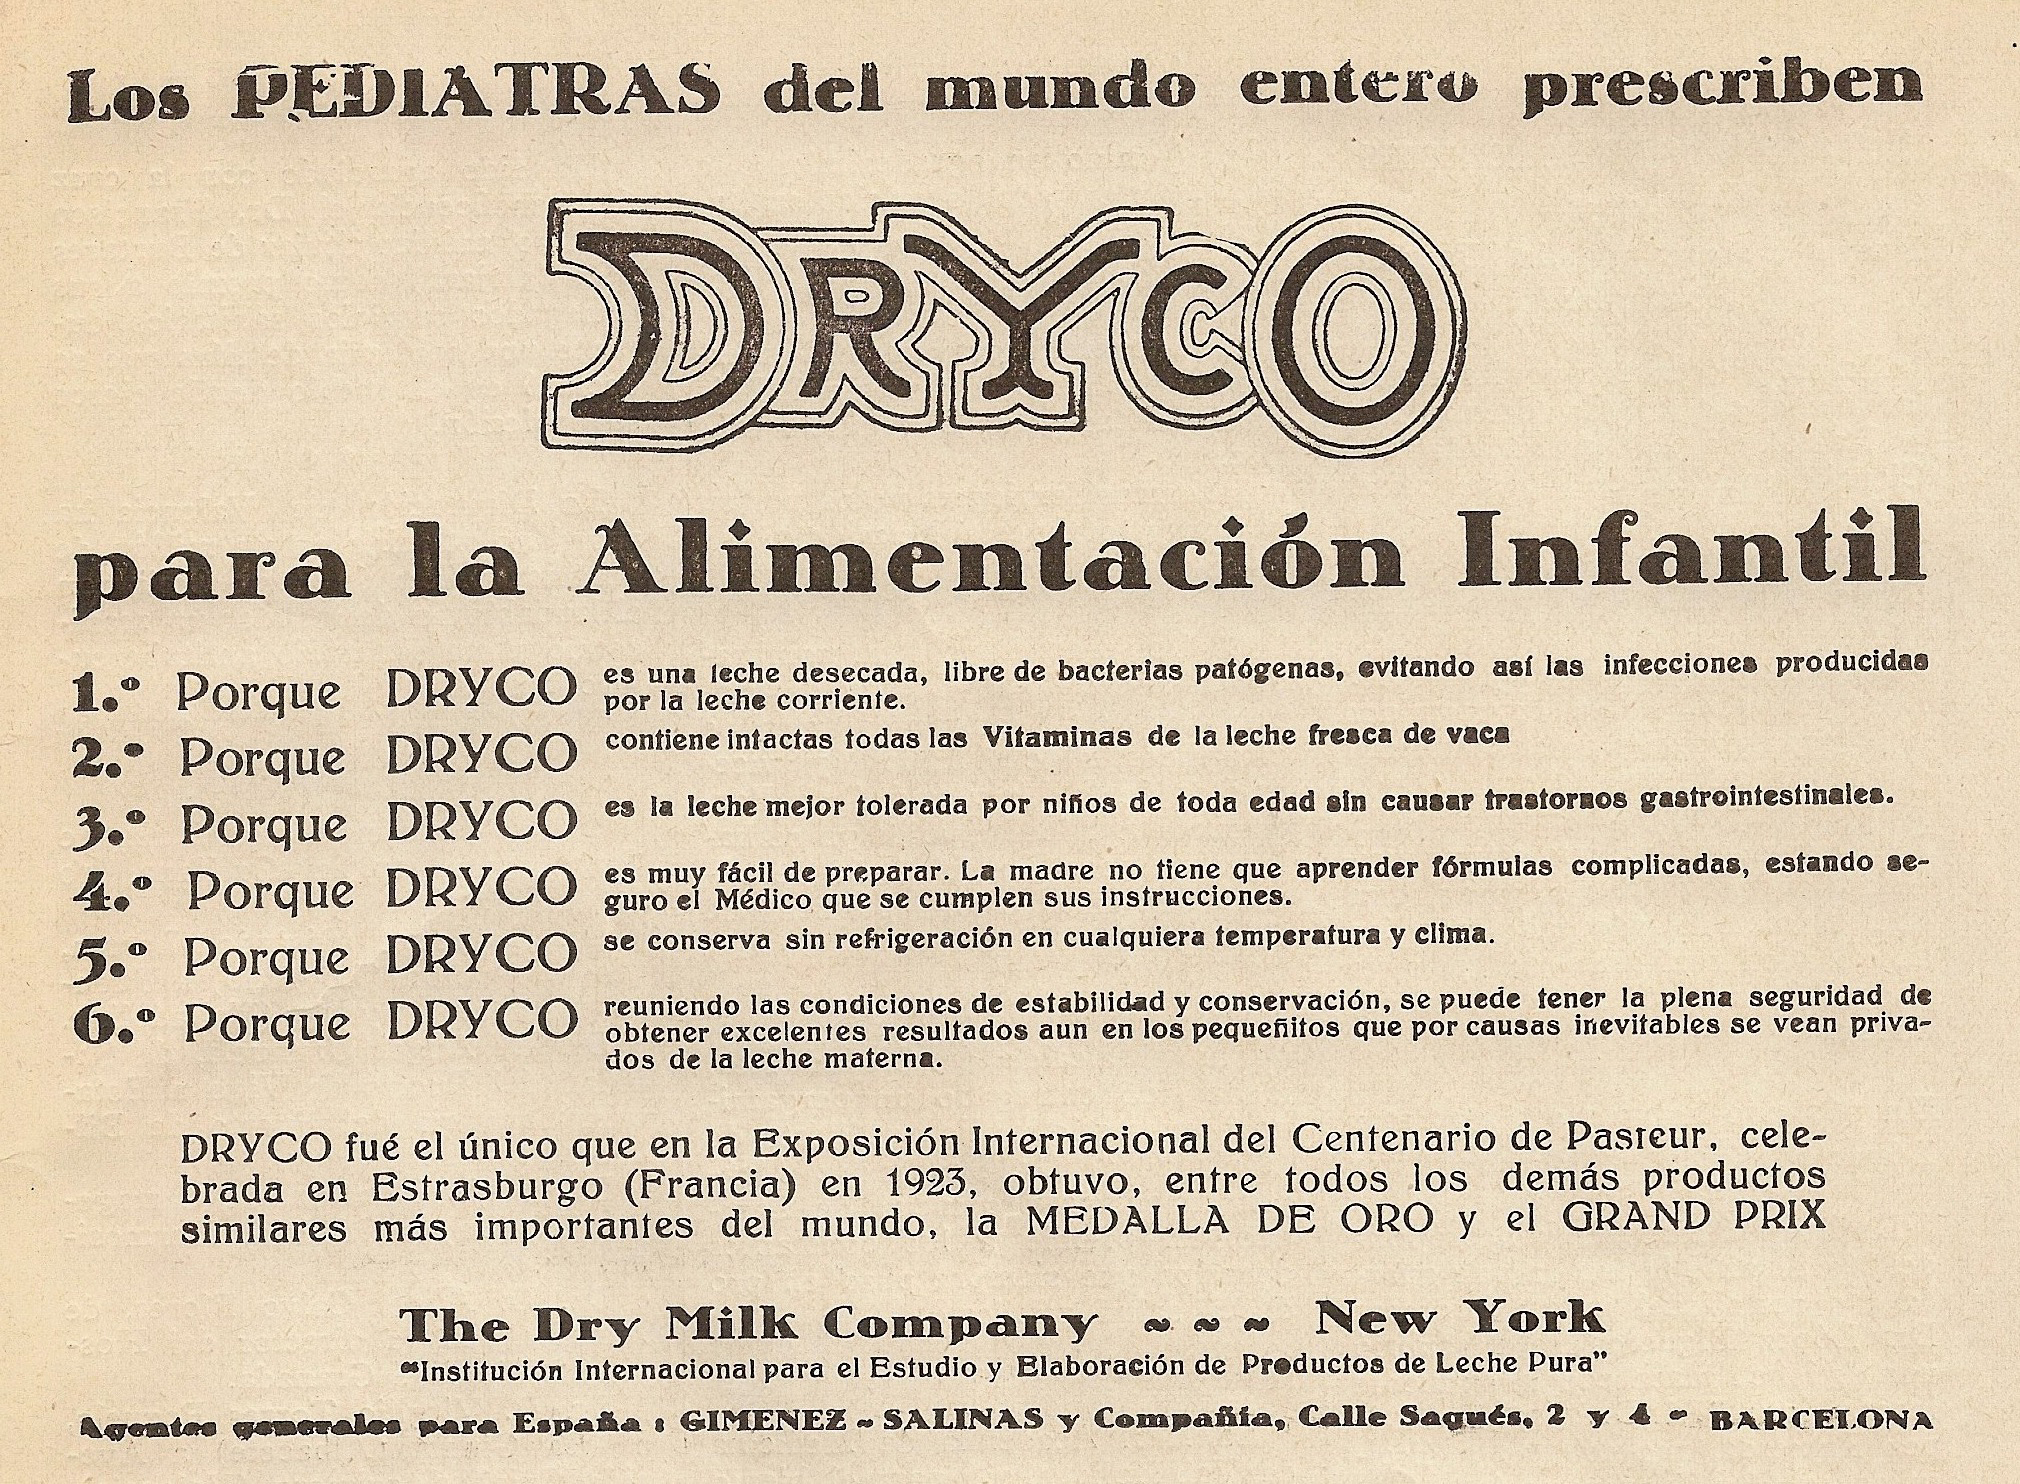 Los PEDIATRAS del mundo entero prescriben
DRYCO
para la Alimentación Infantil
1.º Porque DRYCO es una leche desecada, libre de bacterias patógenas, evitando así las infecciones producidas
por la leche corriente.
2.º Porque DRYCO contiene intactas todas las Vitaminas de la leche fresca de vaca
3.º Porque DRYCO es la leche mejor tolerada por niños de toda edad sin causar trastornos gastrointestinales.
4.º Porque DRYCO es muy fácil de preparar. La madre no tiene que aprender fórmulas complicadas, estando se-
guro el Médico que se cumplen sus instrucciones.
5.º Porque DRYCO se conserva sin refrigeración en cualquiera temperatura y clima.
6.º Porque DRYCO reuniendo las condiciones de estabilidad y conservación, se puede tener la plena seguridad de
obtener excelentes resultados aun en los pequeñitos que por causas inevitables se vean priva-
dos de la leche materna.
DRYCO fué el único que en la Exposición Internacional del Centenario de Pasteur, cele-
brada en Estrasburgo (Francia) en 1923, obtuvo, entre todos los demás productos
similares más importantes del mundo, la MEDALLA DE ORO y el GRAND PRIX
The Dry Milk Company ~ ~ ~ New York
"Institución Internacional para el Estudio y Elaboración de Productos de Leche Pura"
Agentes generales para España : GIMENEZ ~ SALINAS y Compañía, Calle Sagués, 2 y 4 - BARCELONA